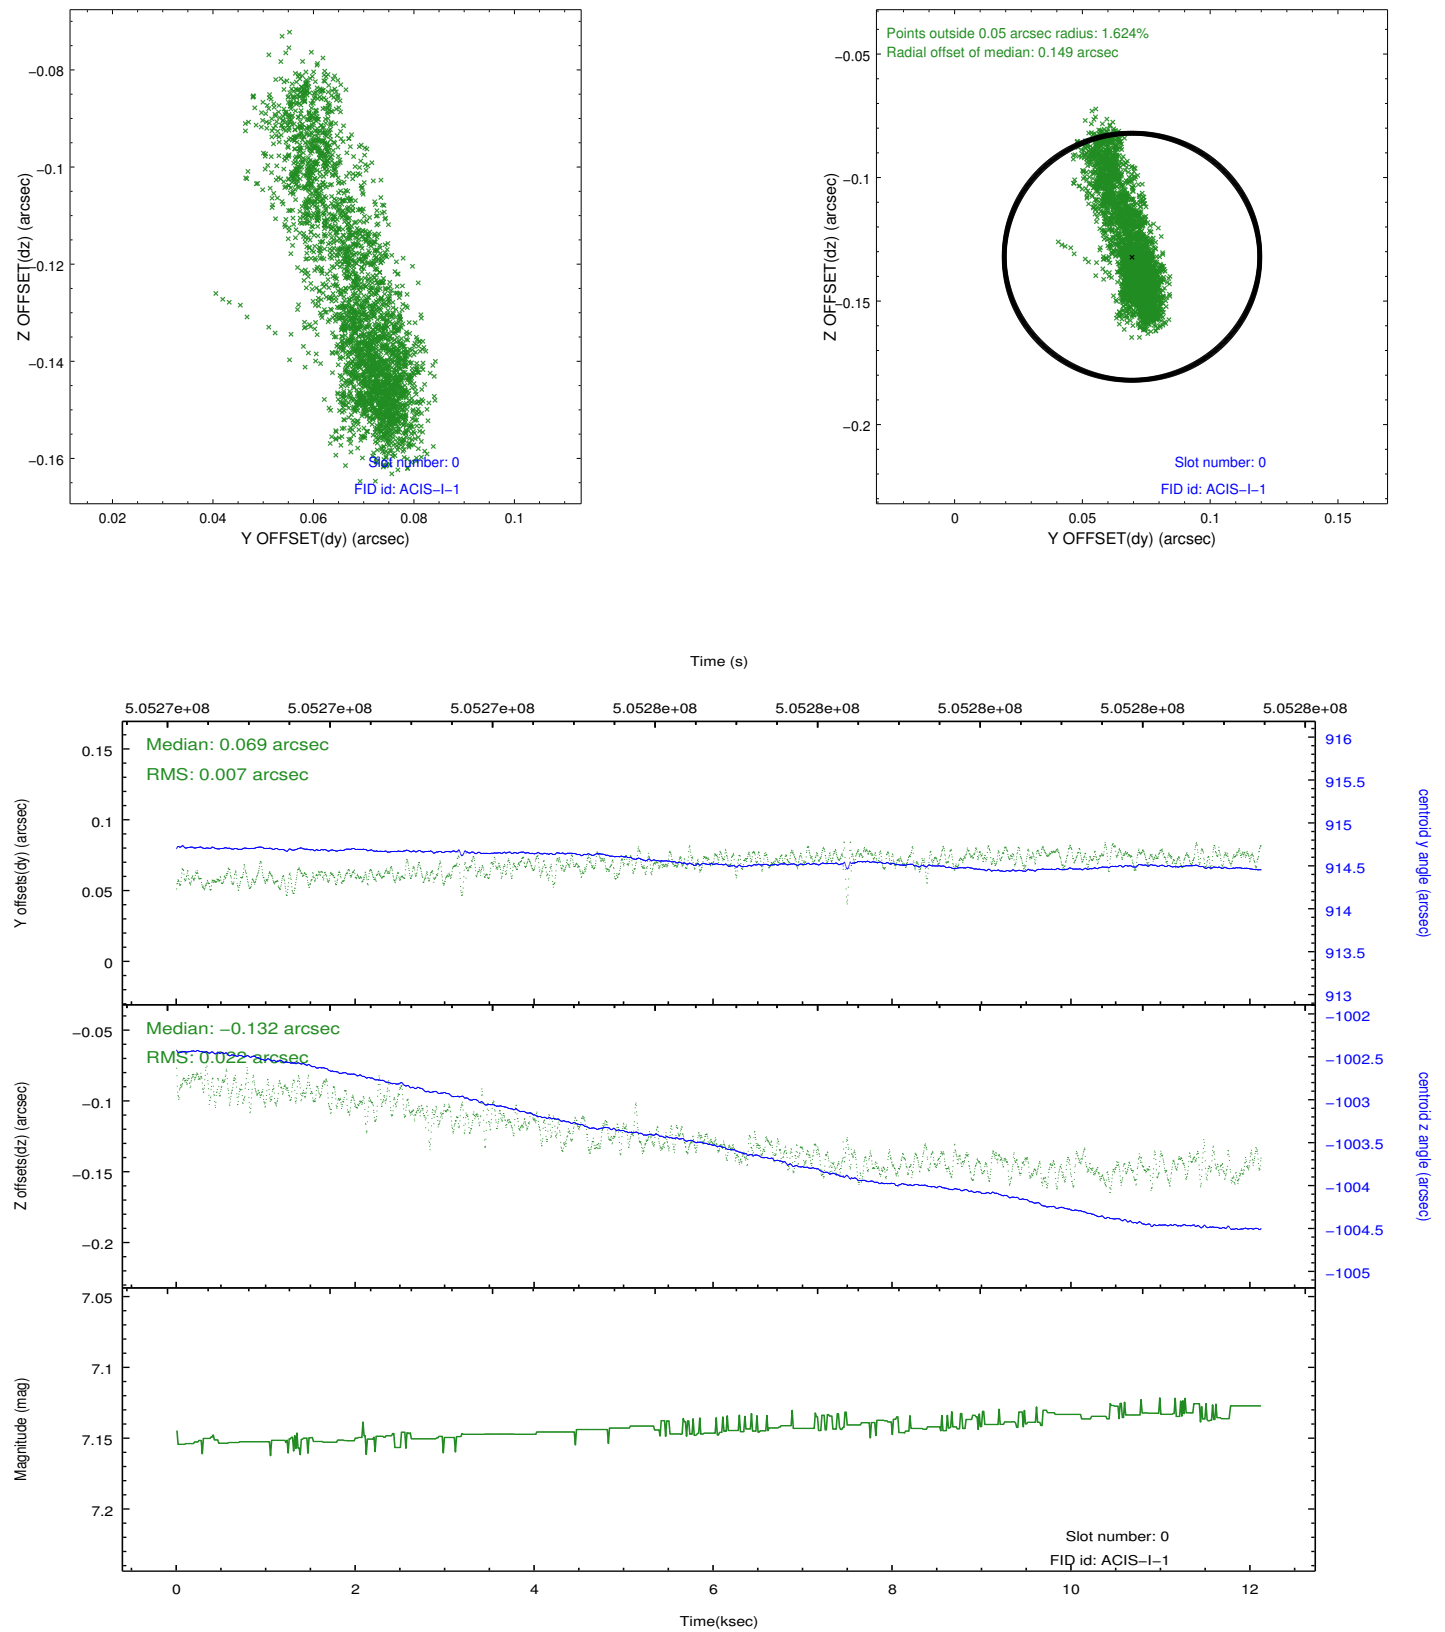 −0.08
−0.1
−0.12
−0.14
−0.16
Z OFFSET(dz) (arcsec)
Slot number: 0
FID id: ACIS−I−1
0.02 0.04 0.06 0.08 0.1
Y OFFSET(dy) (arcsec)
Points outside 0.05 arcsec radius: 1.624%
Radial offset of median: 0.149 arcsec
−0.05
−0.1
−0.15
−0.2
Z OFFSET(dz) (arcsec)
Slot number: 0
FID id: ACIS−I−1
0 0.05 0.1 0.15
Y OFFSET(dy) (arcsec)
Time (s)
5.0527e+08 5.0527e+08 5.0527e+08 5.0528e+08 5.0528e+08 5.0528e+08 5.0528e+08 5.0528e+08
Median: 0.069 arcsec
RMS: 0.007 arcsec
0.15
0.1
0.05
0
Y offsets(dy) (arcsec)
916
915.5
915
914.5
914
913.5
913
centroid y angle (arcsec)
Median: −0.132 arcsec
RMS: 0.022 arcsec
−0.05
−0.1
−0.15
−0.2
Z offsets(dz) (arcsec)
−1002
−1002.5
−1003
−1003.5
−1004
−1004.5
−1005
centroid z angle (arcsec)
7.05
7.1
7.15
7.2
Magnitude (mag)
Slot number: 0
FID id: ACIS−I−1
0 2 4 6 8 10 12
Time(ksec)